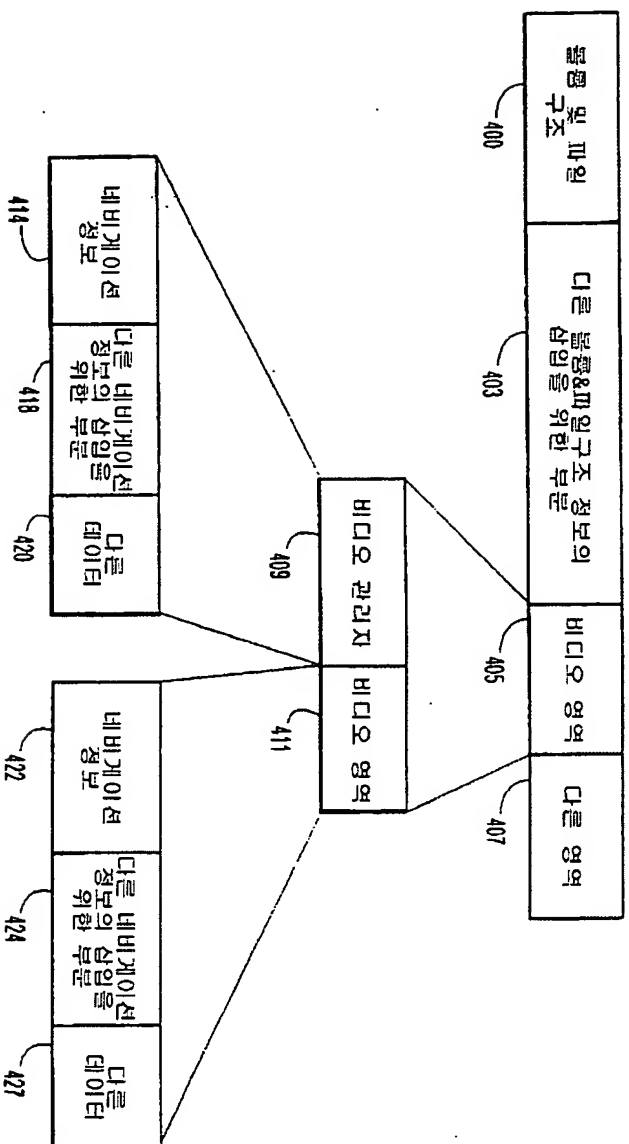 볼륨 및 파일
구조
400
다른 볼륨&파일구조 정보의
삽입을 위한 부분
403
비디오 영역
405
다른 영역
407
비디오 관리자
409
비디오 영역
411
네비게이션
정보
414
다른 네비게이션
정보의 삽입을
위한 부분
418
다른
데이터
420
네비게이션
정보
422
다른 네비게이션
정보의 삽입을
위한 부분
424
다른
데이터
427